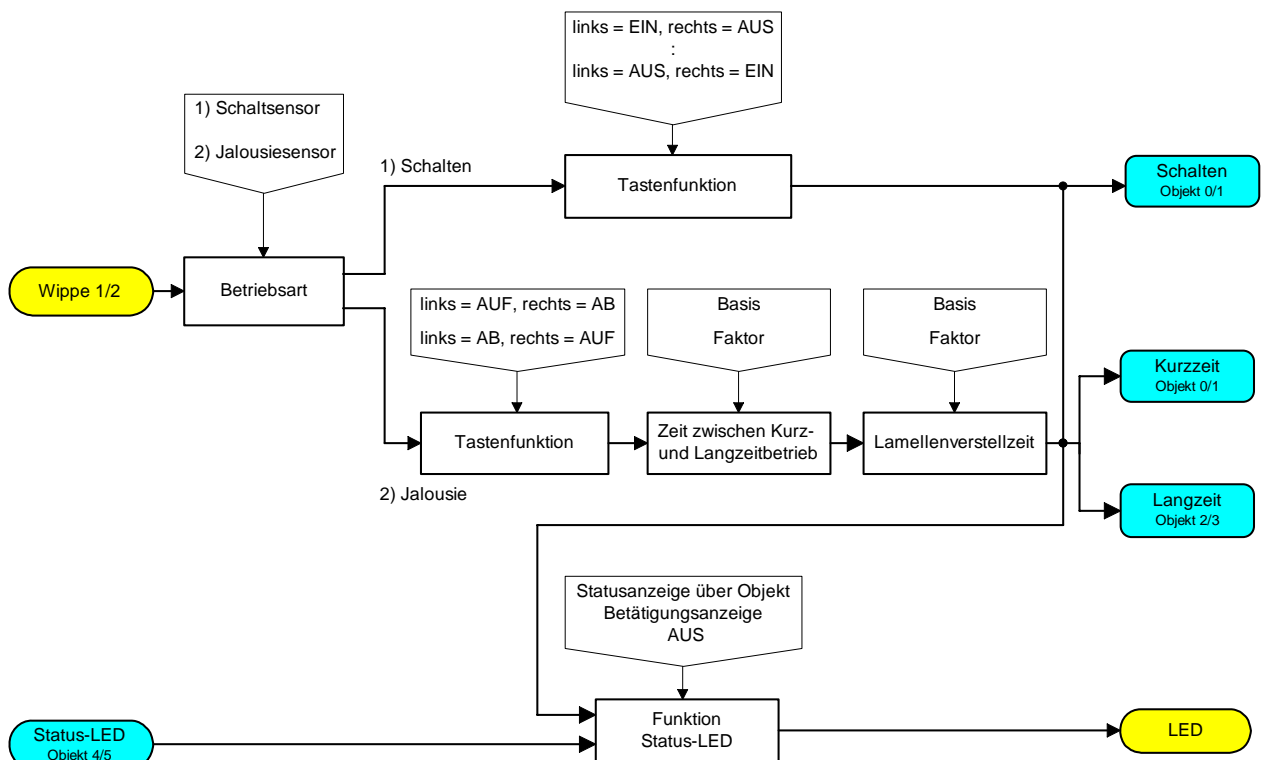 links = EIN, rechts = AUS
:
links = AUS, rechts = EIN
1) Schaltsensor
2) Jalousiesensor
1) Schalten
Tastenfunktion
Schalten
Objekt 0/1
Wippe 1/2
Betriebsart
links = AUF, rechts = AB
links = AB, rechts = AUF
Basis
Faktor
Basis
Faktor
Kurzzeit
Objekt 0/1
Tastenfunktion
Zeit zwischen Kurz-
und Langzeitbetrieb
Lamellenverstellzeit
2) Jalousie
Langzeit
Objekt 2/3
Statusanzeige über Objekt
Betätigungsanzeige
AUS
Status-LED
Objekt 4/5
Funktion
Status-LED
LED